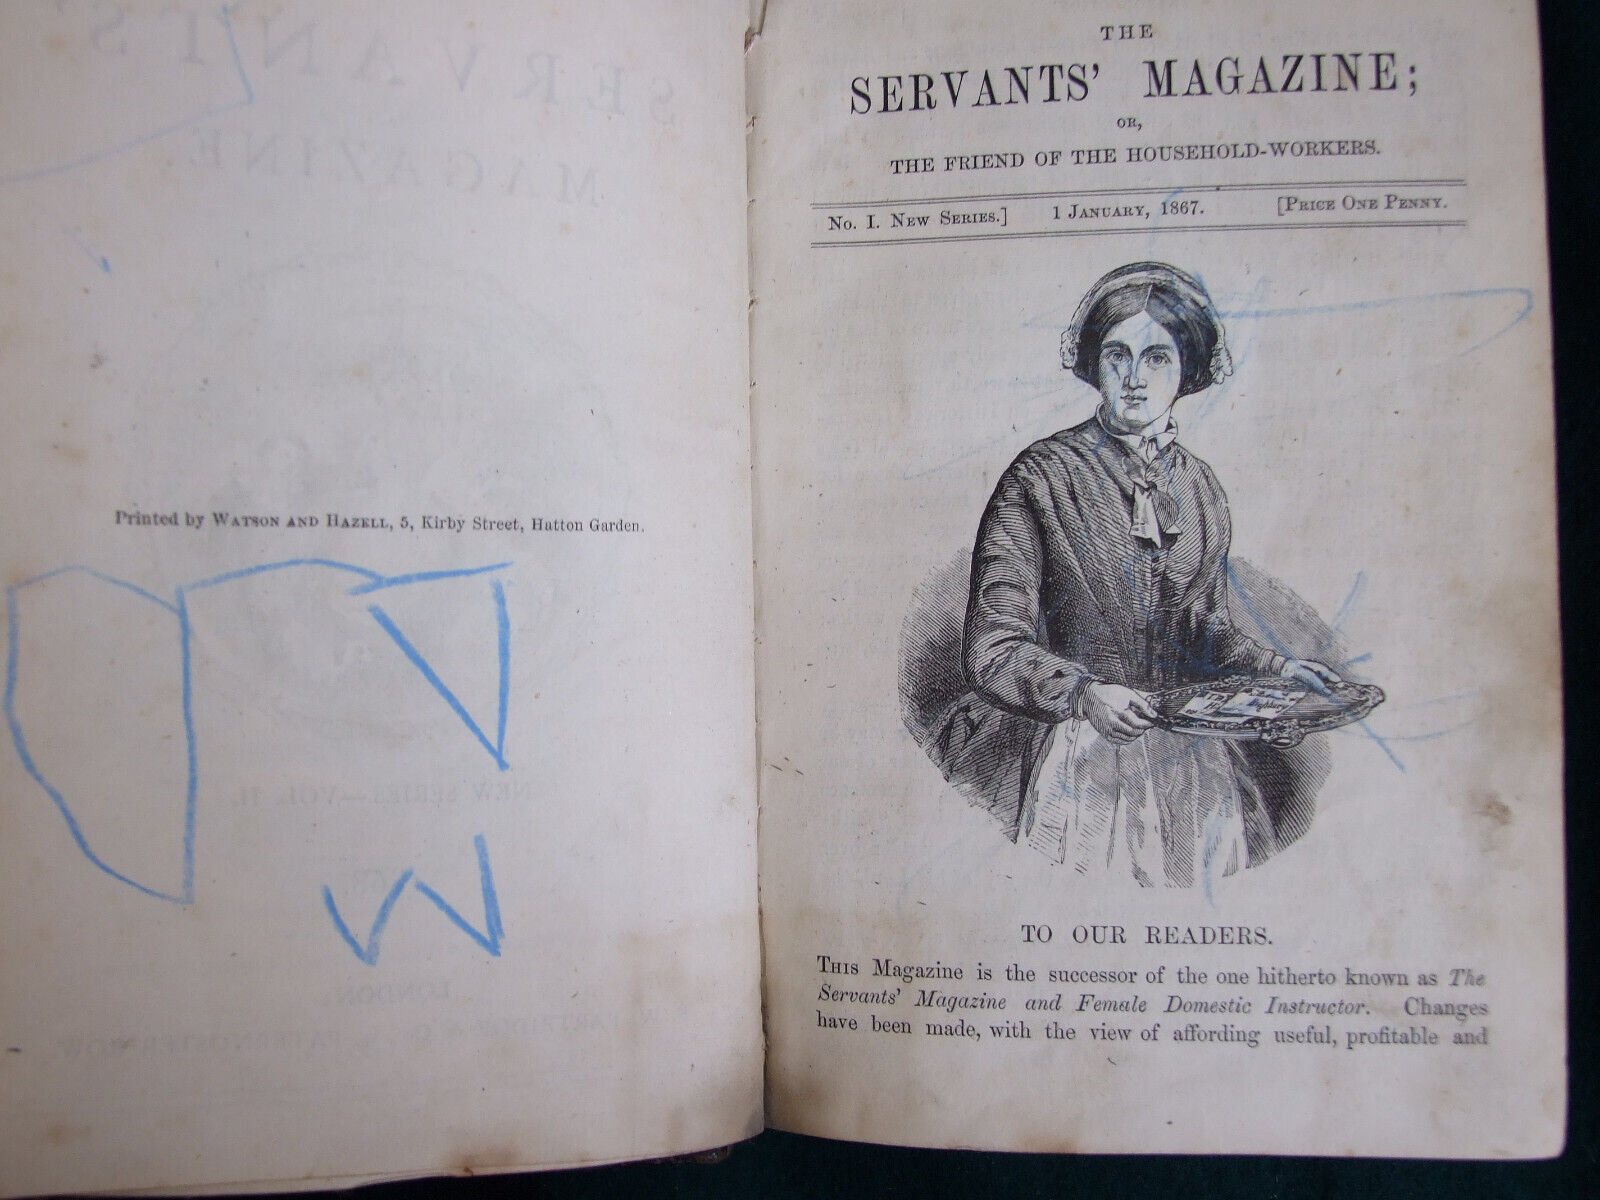 Printed by WATSON AND HAZELL, 5, Kirby Street, Hatton Garden.
THE
SERVANTS' MAGAZINE;
OR,
THE FRIEND OF THE HOUSEHOLD-WORKERS.
No. I. NEW SERIES.] 1 JANUARY, 1867. [PRICE ONE PENNY.
TO OUR READERS.
THIS Magazine is the successor of the one hitherto known as The
Servants' Magazine and Female Domestic Instructor. Changes
have been made, with the view of affording useful, profitable and